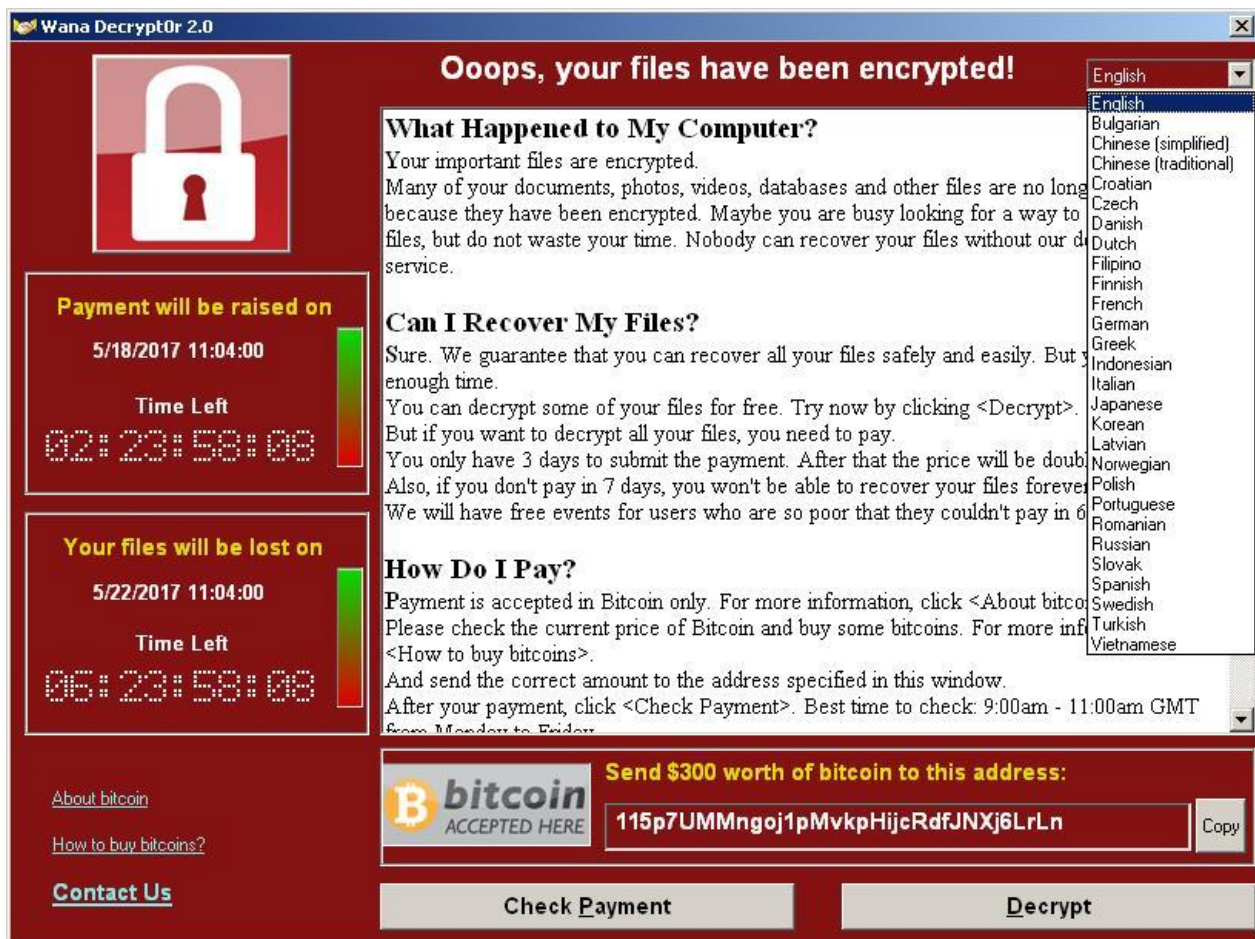 Wana Decrypt0r 2.0
Ooops, your files have been encrypted!
English
English
Bulgarian
Chinese (simplified)
Chinese (traditional)
Croatian
Czech
Danish
Dutch
Filipino
Finnish
French
German
Greek
Indonesian
Italian
Japanese
Korean
Latvian
Norwegian
Polish
Portuguese
Romanian
Russian
Slovak
Spanish
Swedish
Turkish
Vietnamese
Payment will be raised on
5/18/2017 11:04:00
Time Left
02:23:58:08
Your files will be lost on
5/22/2017 11:04:00
Time Left
06:23:58:08
About bitcoin
How to buy bitcoins?
Contact Us
What Happened to My Computer?
Your important files are encrypted.
Many of your documents, photos, videos, databases and other files are no long
because they have been encrypted. Maybe you are busy looking for a way to
files, but do not waste your time. Nobody can recover your files without our d
service.
Can I Recover My Files?
Sure. We guarantee that you can recover all your files safely and easily. But y
enough time.
You can decrypt some of your files for free. Try now by clicking <Decrypt>.
But if you want to decrypt all your files, you need to pay.
You only have 3 days to submit the payment. After that the price will be doubl
Also, if you don't pay in 7 days, you won't be able to recover your files forever
We will have free events for users who are so poor that they couldn't pay in 6
How Do I Pay?
Payment is accepted in Bitcoin only. For more information, click <About bitco
Please check the current price of Bitcoin and buy some bitcoins. For more inf
<How to buy bitcoins>.
And send the correct amount to the address specified in this window.
After your payment, click <Check Payment>. Best time to check: 9:00am - 11:00am GMT
from Monday to Friday
bitcoin
ACCEPTED HERE
Send $300 worth of bitcoin to this address:
115p7UMMngoj1pMvkpHijcRdfJNXj6LrLn
Copy
Check Payment
Decrypt